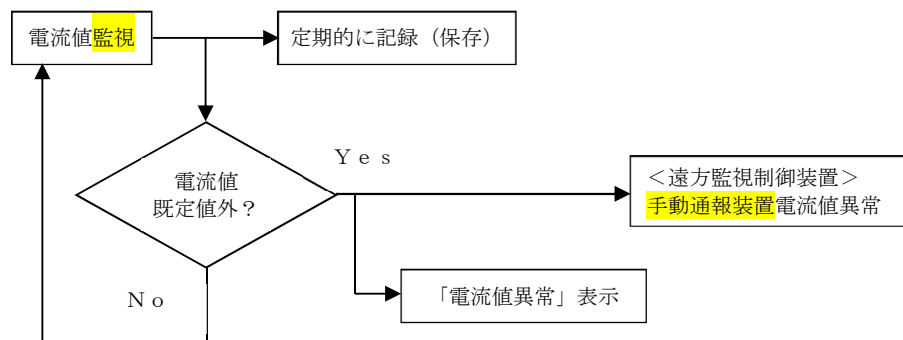 電流値監視
定期的に記録（保存）
電流値
既定値外？
Ｙｅｓ
＜遠方監視制御装置＞
手動通報装置電流値異常
「電流値異常」表示
Ｎｏ